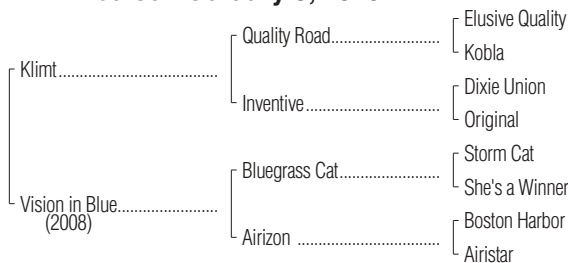 Elusive Quality
Quality Road
Kobla
Klimt
Dixie Union
Inventive
Original
Storm Cat
Bluegrass Cat
She's a Winner
Vision in Blue
(2008)
Boston Harbor
Airizon
Airistar